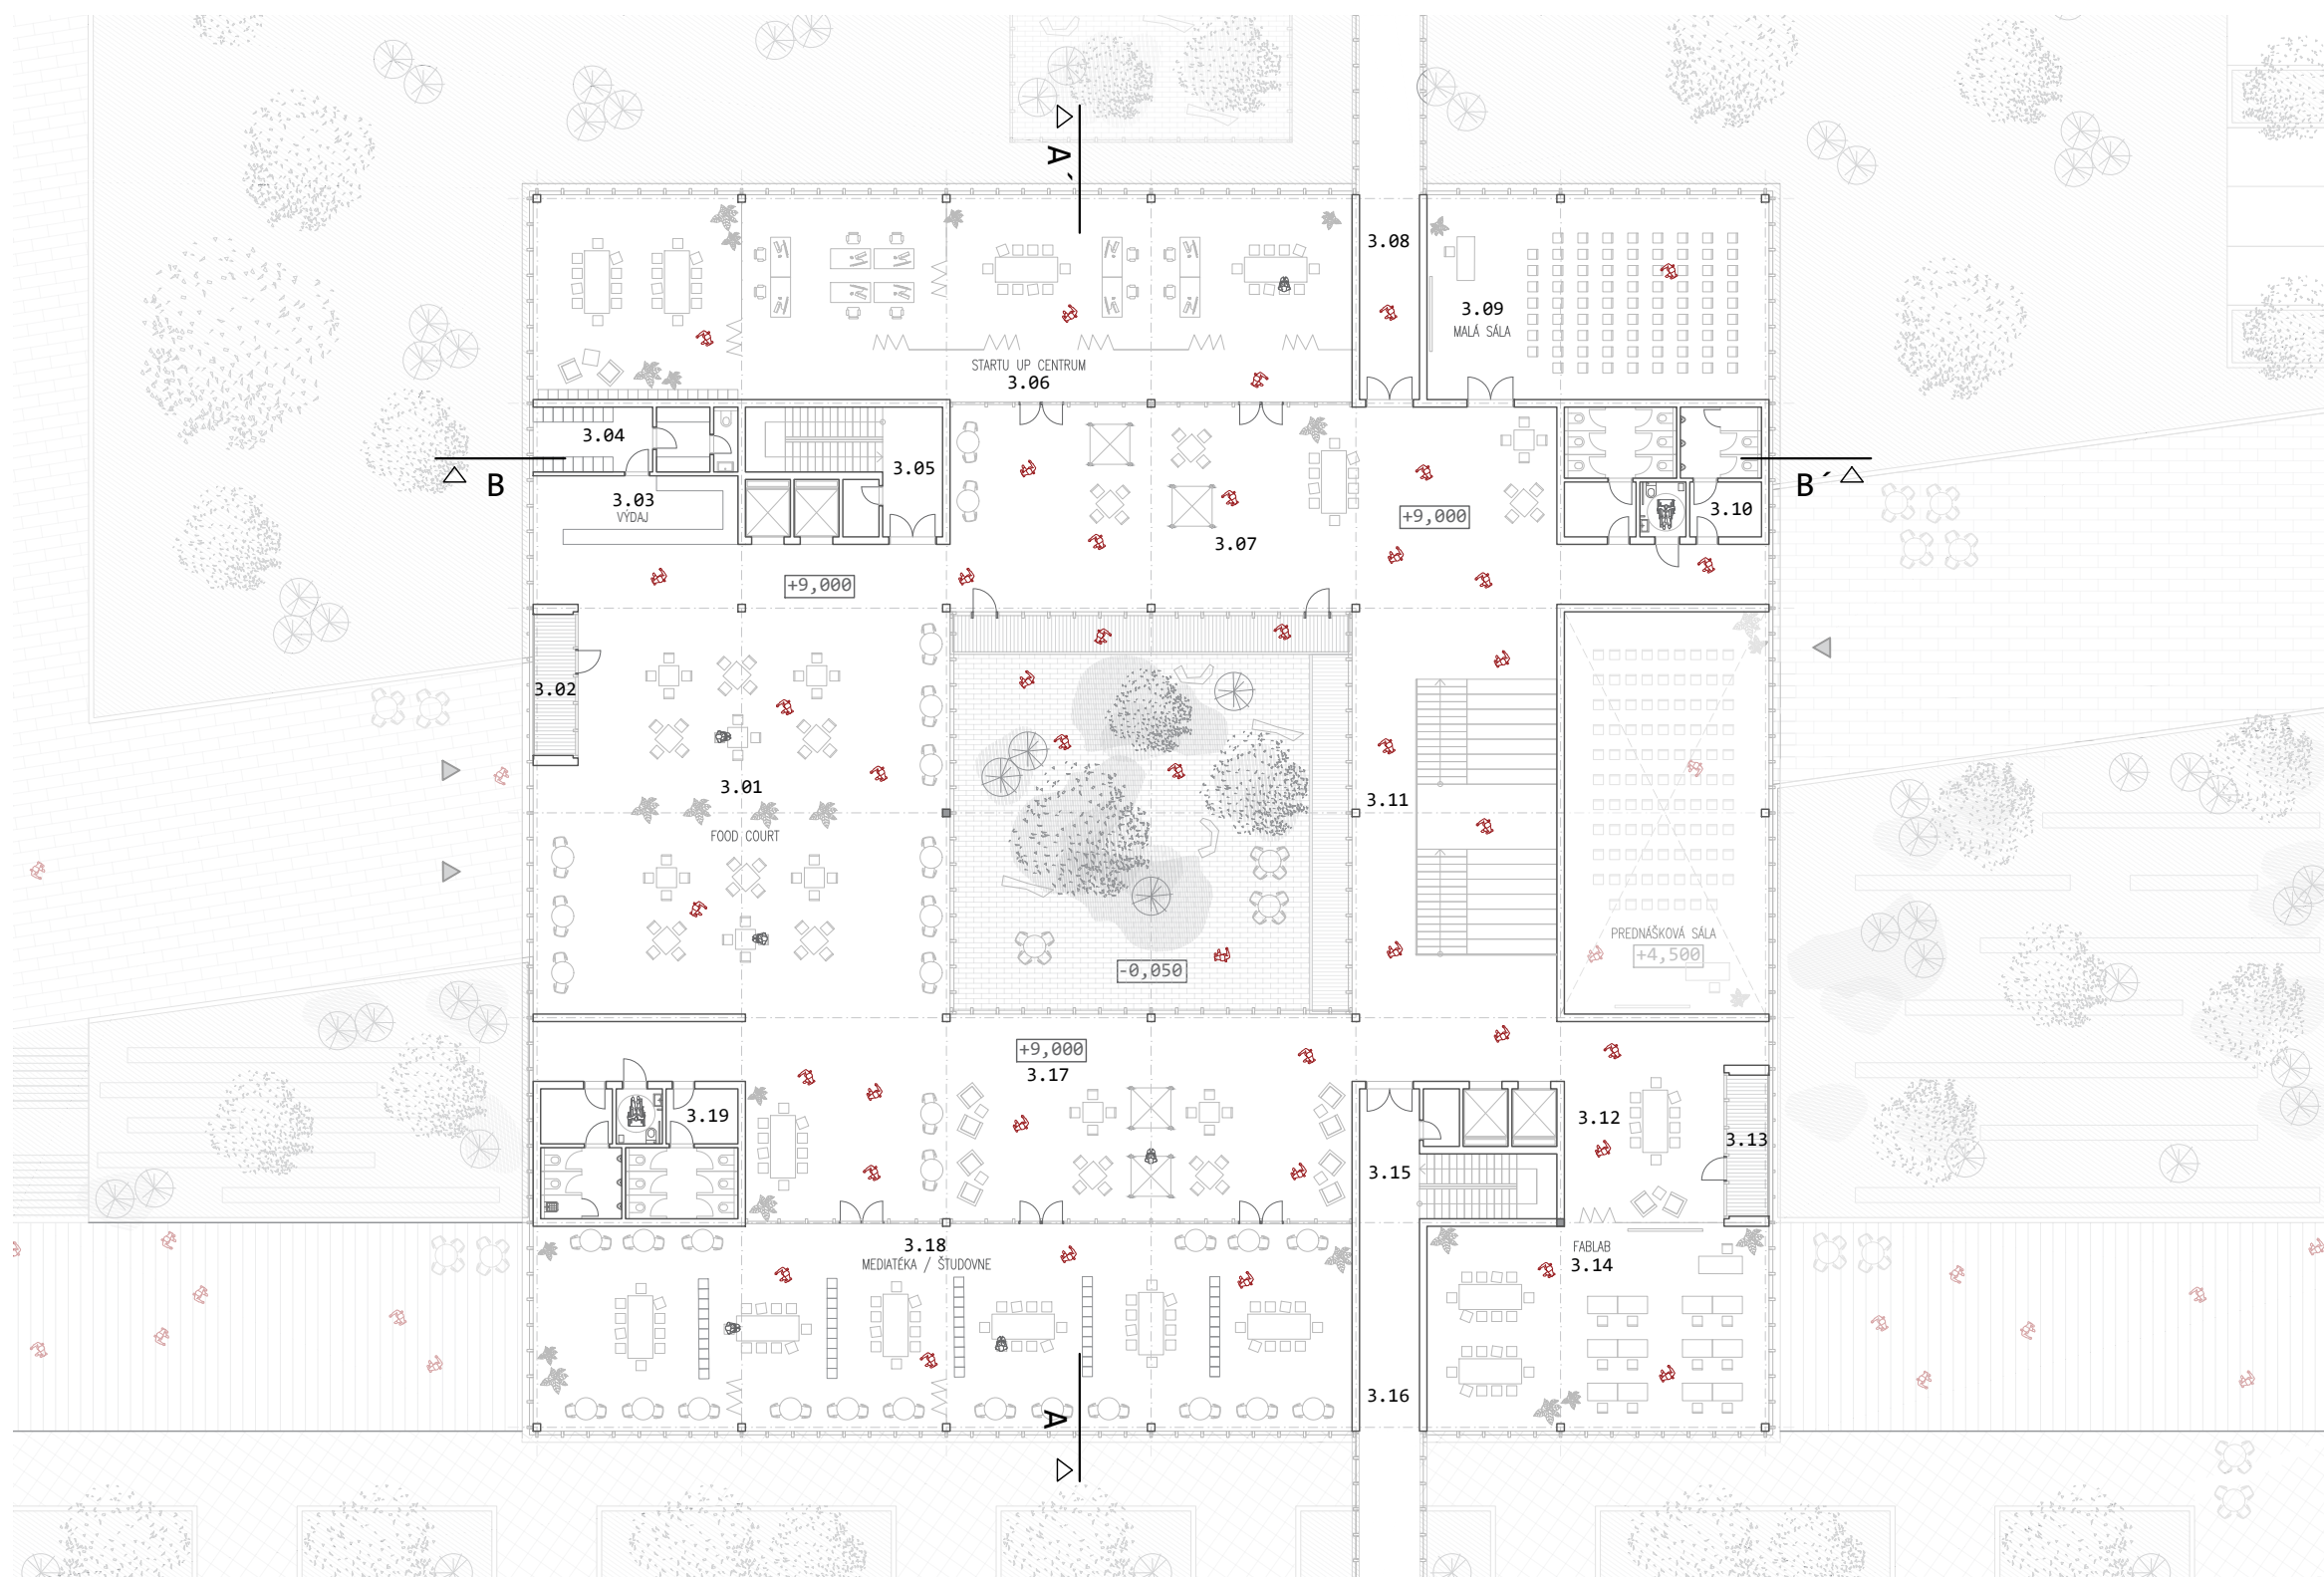 A´
3.08
3.09
MALÁ SÁLA
STARTU UP CENTRUM
3.06
3.04
3.05
B
3.03
VÝDAJ
B´
3.10
+9,000
3.07
+9,000
3.02
3.01
3.11
FOOD COURT
PREDNÁŠKOVÁ SÁLA
+4,500
-0,050
+9,000
3.17
3.19
3.12
3.13
3.15
3.18
MEDIATÉKA / ŠTUDOVNE
FABLAB
3.14
3.16
A